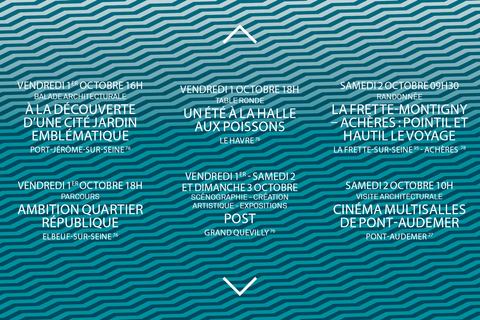 VENDREDI 1ER OCTOBRE 16H
BALADE ARCHITECTURALE
À LA DÉCOUVERTE
D'UNE CITÉ JARDIN
EMBLÉMATIQUE
PORT-JÉRÔME-SUR-SEINE 76
VENDREDI 1 OCTOBRE 18H
TABLE RONDE
UN ÉTÉ À LA HALLE
AUX POISSONS
LE HAVRE 76
SAMEDI 2 OCTOBRE 09H30
RANDONNÉE
LA FRETTE-MONTIGNY
– ACHÈRES : POINTIL ET
HAUTIL LE VOYAGE
LA FRETTE-SUR-SEINE 95 - ACHÈRES 78
VENDREDI 1ER OCTOBRE 18H
PARCOURS
AMBITION QUARTIER
RÉPUBLIQUE
ELBEUF-SUR-SEINE 76
VENDREDI 1ER - SAMEDI 2
ET DIMANCHE 3 OCTOBRE
SCÉNOGRAPHIE - CRÉATION
ARTISTIQUE - EXPOSITIONS
POST
GRAND QUEVILLY 76
SAMEDI 2 OCTOBRE 10H
VISITE ARCHITECTURALE
CINÉMA MULTISALLES
DE PONT-AUDEMER
PONT-AUDEMER 27